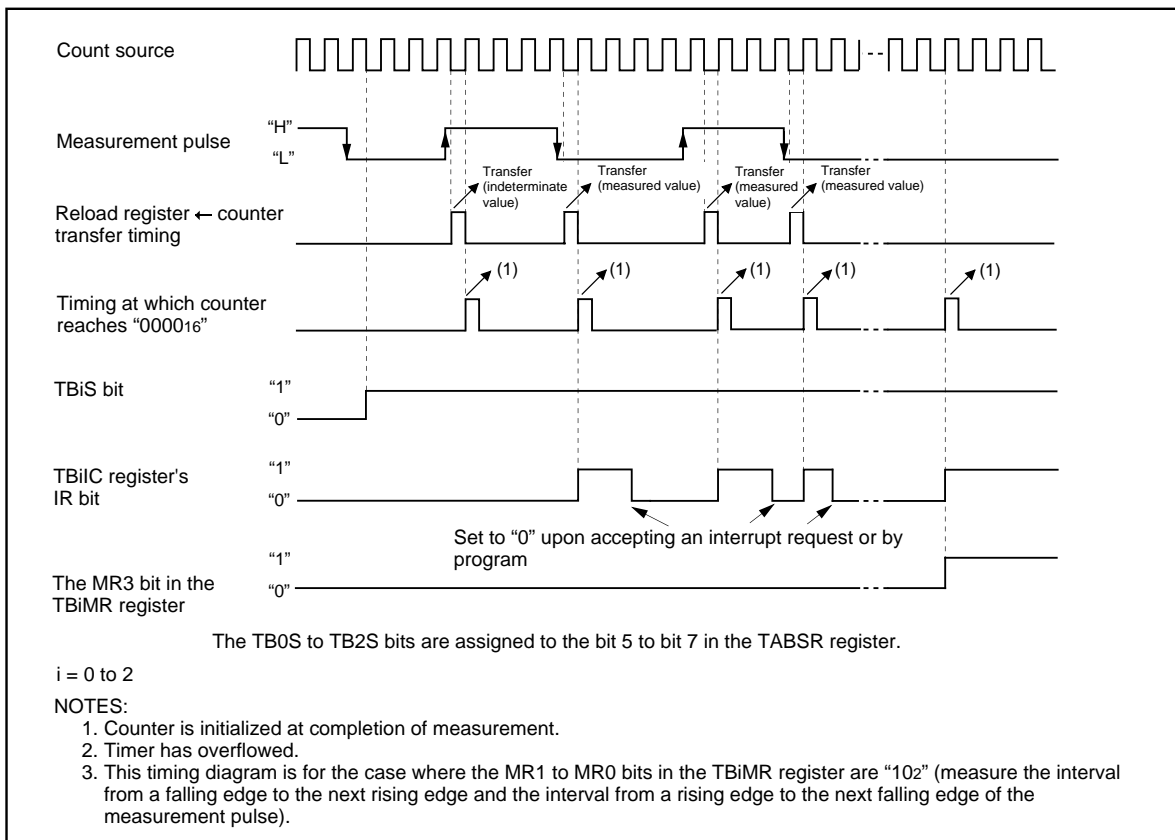 Count source
Measurement pulse
“H”
“L”
Transfer
(indeterminate
value)
Transfer
(measured value)
Transfer
(measured
value)
Transfer
(measured value)
Reload register ← counter
transfer timing
(1)
(1)
(1)
(1)
(1)
Timing at which counter
reaches “000016”
TBiS bit
“1”
“0”
TBiIC register's
IR bit
“1”
“0”
Set to “0” upon accepting an interrupt request or by
program
The MR3 bit in the
TBiMR register
“1”
“0”
The TB0S to TB2S bits are assigned to the bit 5 to bit 7 in the TABSR register.
i = 0 to 2
NOTES:
1. Counter is initialized at completion of measurement.
2. Timer has overflowed.
3. This timing diagram is for the case where the MR1 to MR0 bits in the TBiMR register are “102” (measure the interval
from a falling edge to the next rising edge and the interval from a rising edge to the next falling edge of the
measurement pulse).